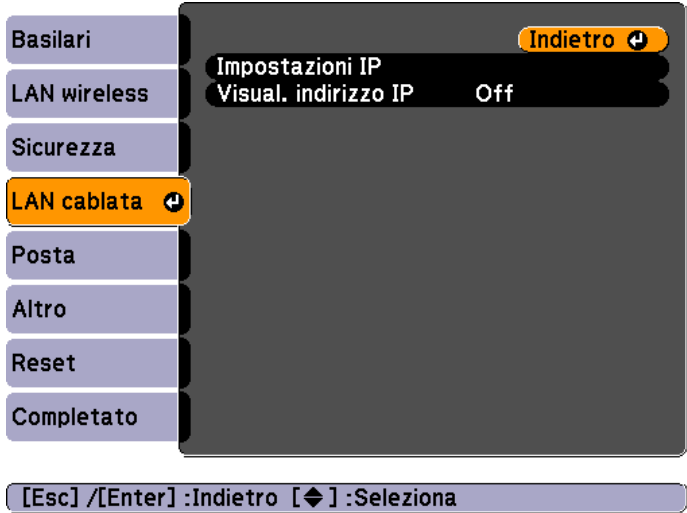 Basilari
LAN wireless
Sicurezza
LAN cablata
Posta
Altro
Reset
Completato
Indietro
Impostazioni IP
Visual. indirizzo IP Off
[Esc] /[Enter] :Indietro [◆] :Seleziona